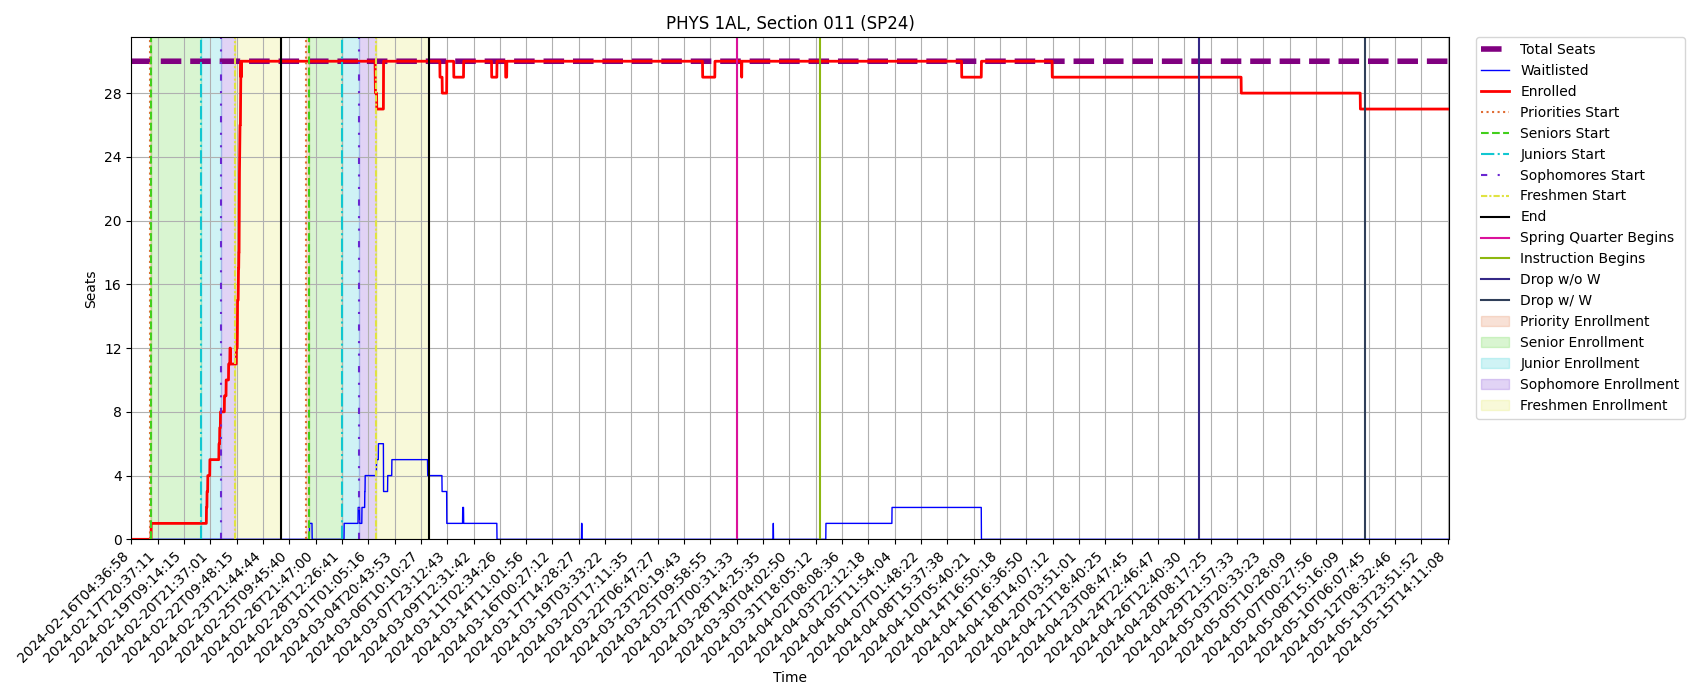 PHYS 1AL, Section 011 (SP24)
Seats
28
24
20
16
12
8
4
0
2024-02-16T04:36:58
2024-02-17T20:37:11
2024-02-19T09:14:15
2024-02-20T21:37:01
2024-02-22T09:48:15
2024-02-23T21:44:44
2024-02-25T09:45:40
2024-02-26T21:47:00
2024-02-28T12:26:41
2024-03-01T01:05:16
2024-03-04T20:43:53
2024-03-06T10:10:27
2024-03-07T23:12:43
2024-03-09T12:31:42
2024-03-11T02:34:26
2024-03-14T11:01:56
2024-03-16T00:27:12
2024-03-17T14:28:27
2024-03-19T03:33:22
2024-03-20T17:11:35
2024-03-22T06:47:27
2024-03-23T20:19:43
2024-03-25T09:58:55
2024-03-27T00:31:33
2024-03-28T14:25:35
2024-03-30T04:02:50
2024-03-31T18:05:12
2024-04-02T08:08:36
2024-04-03T22:12:18
2024-04-05T11:54:04
2024-04-07T01:48:22
2024-04-08T15:37:38
2024-04-10T05:40:21
2024-04-14T16:50:18
2024-04-16T16:36:50
2024-04-18T14:07:12
2024-04-20T03:51:01
2024-04-21T18:40:25
2024-04-23T08:47:45
2024-04-24T22:46:47
2024-04-26T12:40:30
2024-04-28T08:17:25
2024-04-29T21:57:33
2024-05-03T20:33:23
2024-05-05T10:28:09
2024-05-07T00:27:56
2024-05-08T15:16:09
2024-05-10T06:07:45
2024-05-12T08:32:46
2024-05-13T23:51:52
2024-05-15T14:11:08
Time
Total Seats
Waitlisted
Enrolled
Priorities Start
Seniors Start
Juniors Start
Sophomores Start
Freshmen Start
End
Spring Quarter Begins
Instruction Begins
Drop w/o W
Drop w/ W
Priority Enrollment
Senior Enrollment
Junior Enrollment
Sophomore Enrollment
Freshmen Enrollment